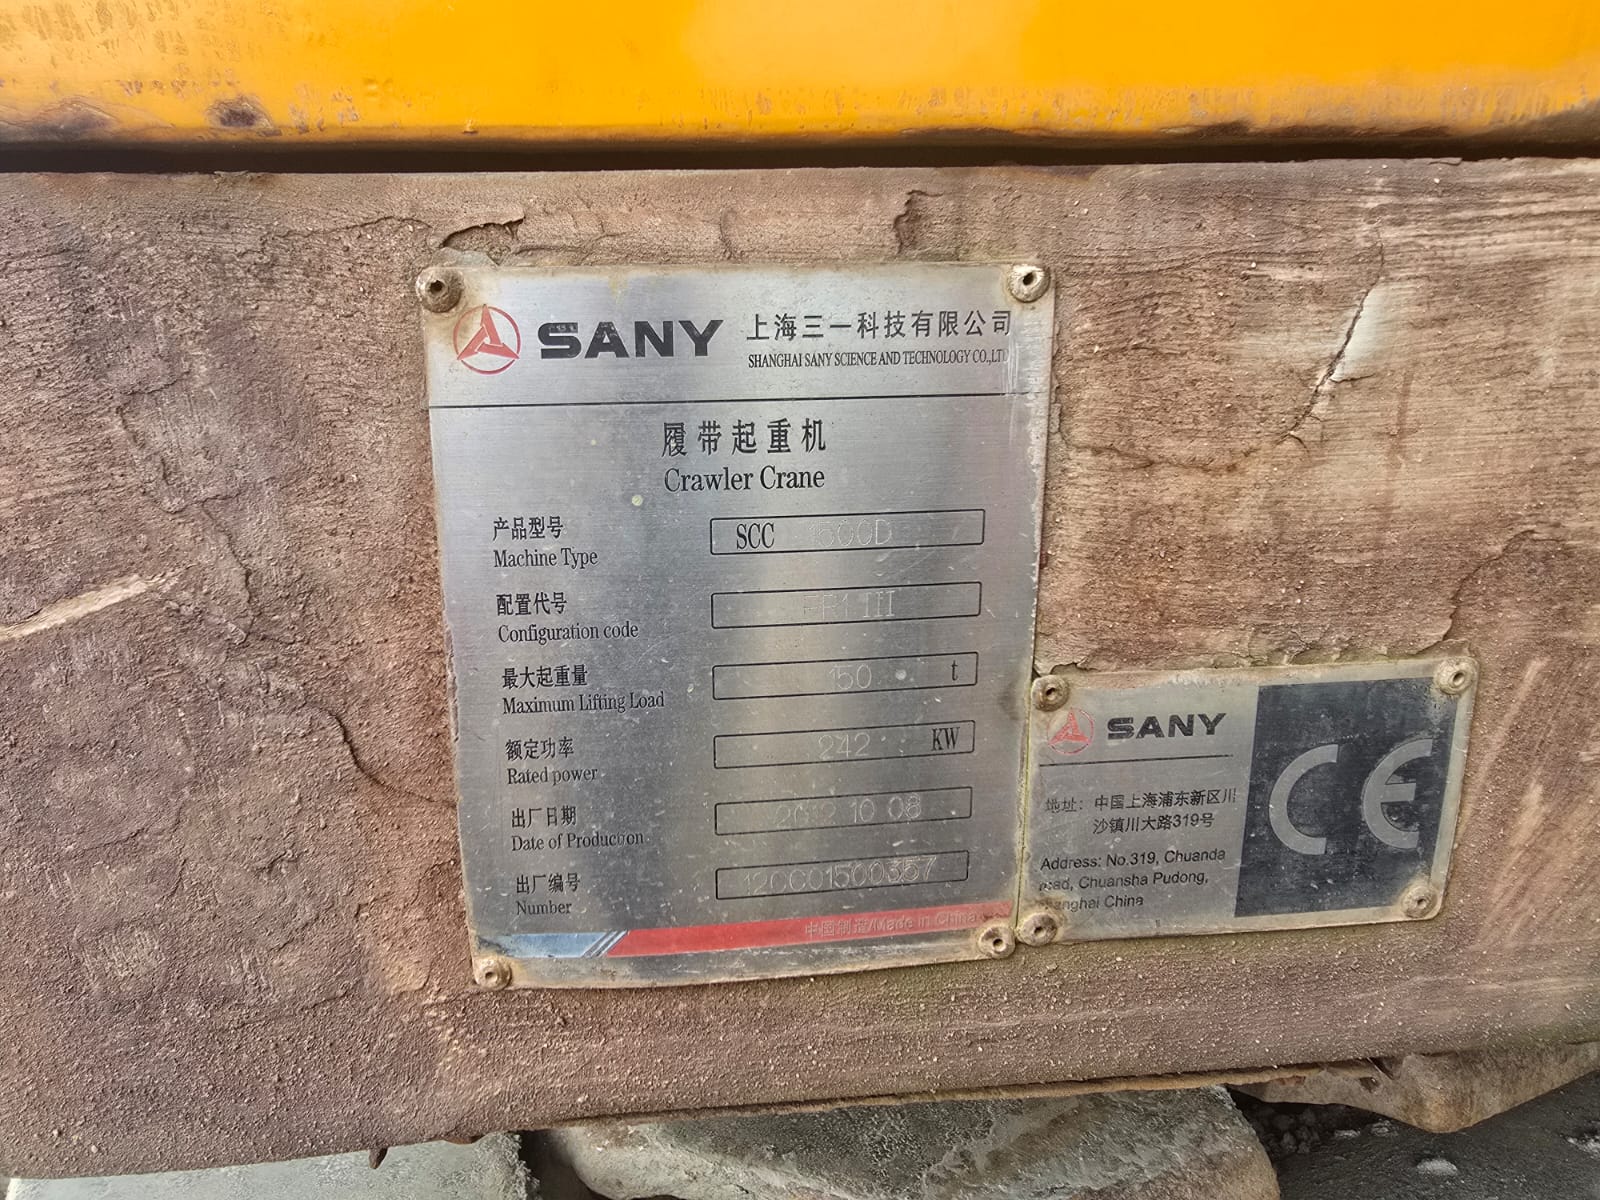 SANY 上海三一科技有限公司
SHANGHAI SANY SCIENCE AND TECHNOLOGY CO.,LTD
履带起重机
Crawler Crane
产品型号
Machine Type
SCC 1500D
配置代号
Configuration code
FR1 III
最大起重量
Maximum Lifting Load
150 t
额定功率
Rated power
242 KW
出厂日期
Date of Production
2012 10 08
出厂编号
Number
12CC01500357
中国制造/Made in China
SANY
地址：中国上海浦东新区川
沙镇川大路319号
Address: No.319, Chuanda
road, Chuansha Pudong,
Shanghai China
CE